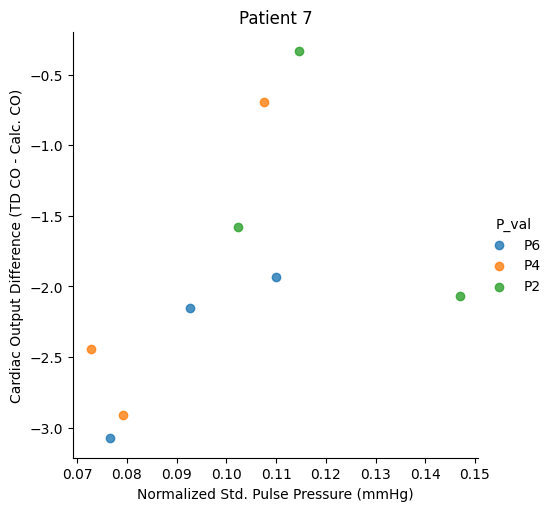 Patient 7
Cardiac Output Difference (TD CO - Calc. CO)
−0.5
−1.0
−1.5
−2.0
−2.5
−3.0
0.07 0.08 0.09 0.10 0.11 0.12 0.13 0.14 0.15
Normalized Std. Pulse Pressure (mmHg)
P_val
P6
P4
P2